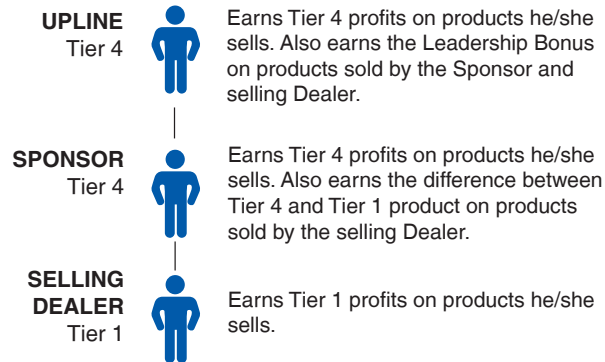 UPLINE
Tier 4
Earns Tier 4 profits on products he/she
sells. Also earns the Leadership Bonus
on products sold by the Sponsor and
selling Dealer.
SPONSOR
Tier 4
Earns Tier 4 profits on products he/she
sells. Also earns the difference between
Tier 4 and Tier 1 product on products
sold by the selling Dealer.
SELLING
DEALER
Tier 1
Earns Tier 1 profits on products he/she
sells.